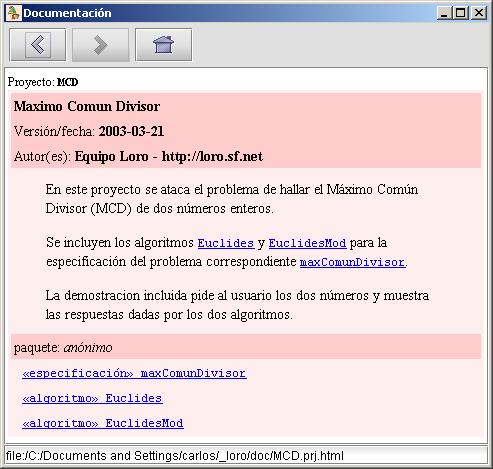 Documentación
Proyecto: MCD
Maximo Comun Divisor
Versión/fecha: 2003-03-21
Autor(es): Equipo Loro - http://loro.sf.net
En este proyecto se ataca el problema de hallar el Máximo Común
Divisor (MCD) de dos números enteros.
Se incluyen los algoritmos Euclides y EuclidesMod para la
especificación del problema correspondiente maxComunDivisor.
La demostracion incluida pide al usuario los dos números y muestra
las respuestas dadas por los dos algoritmos.
paquete: anónimo
«especificación» maxComunDivisor
«algoritmo» Euclides
«algoritmo» EuclidesMod
file:/C:/Documents and Settings/carlos/_loro/doc/MCD.prj.html